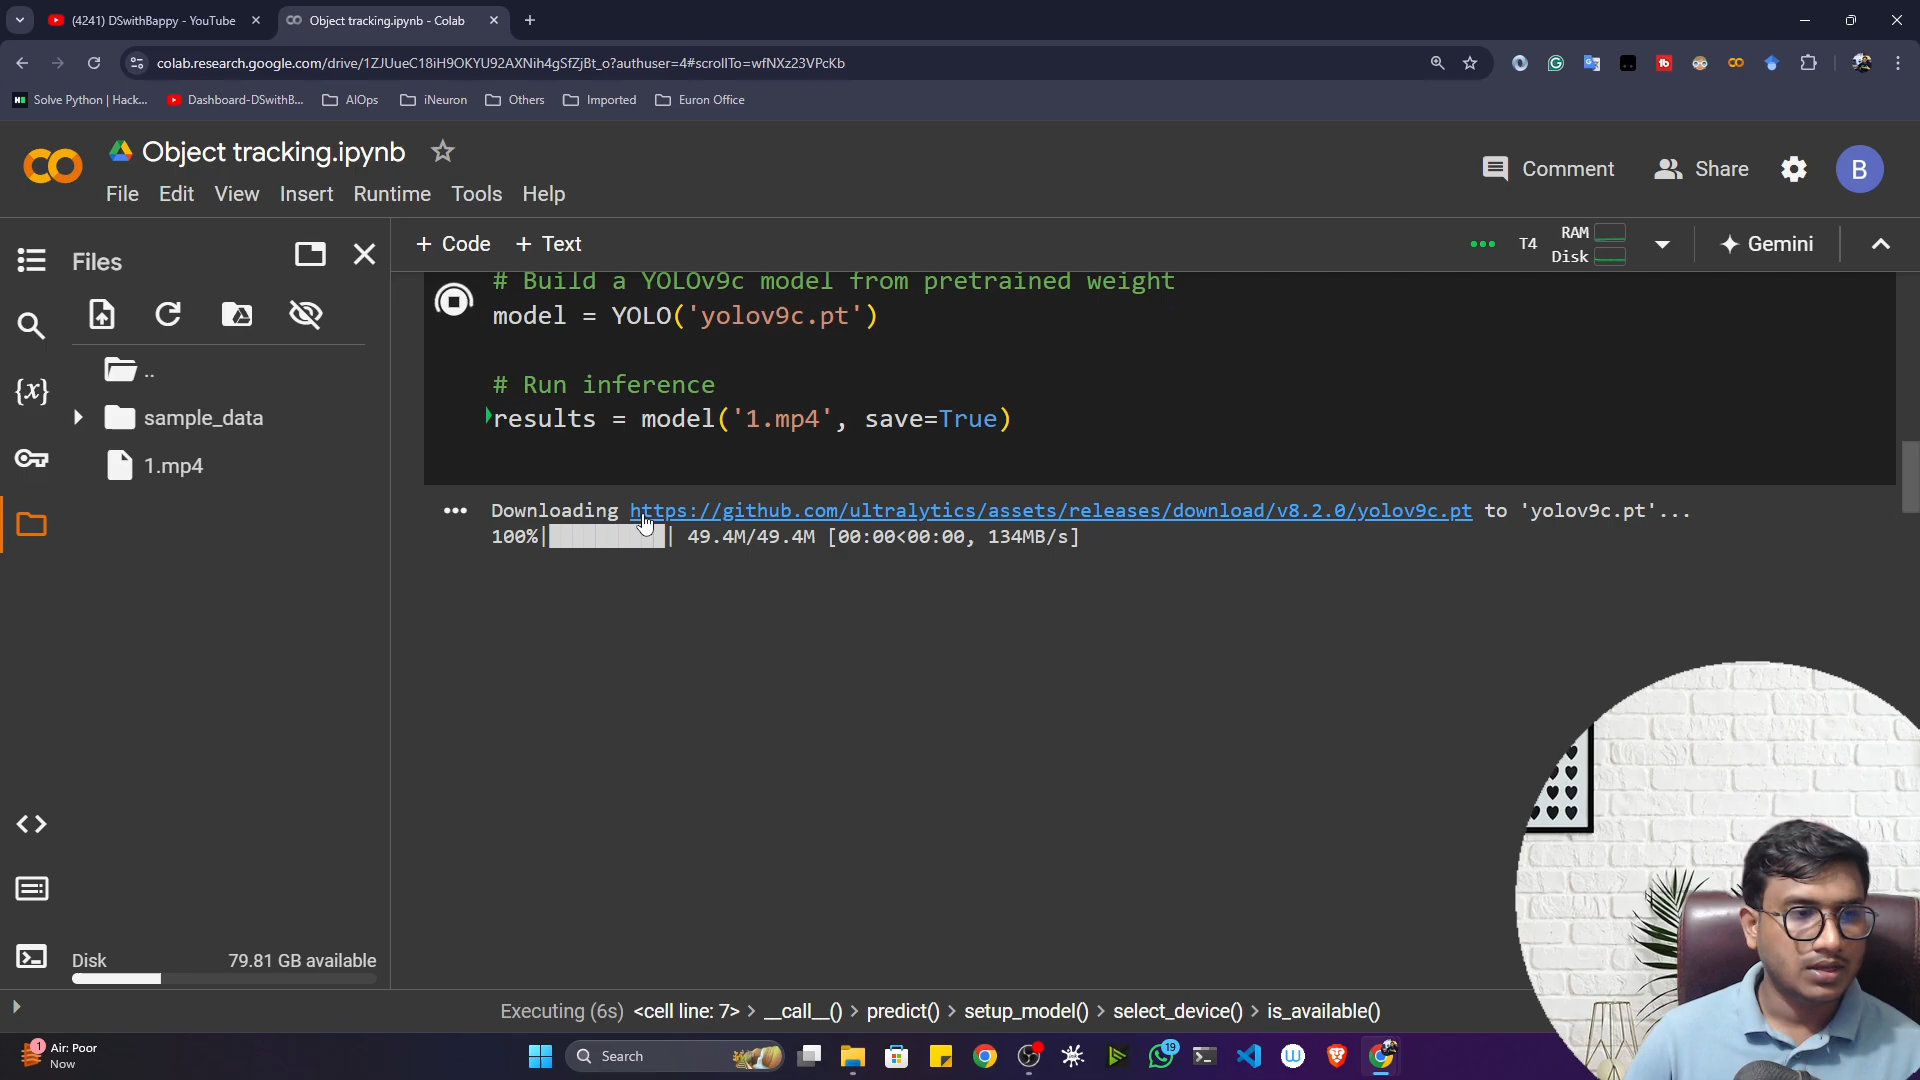 (4241) DSwithBappy - YouTube
Object tracking.ipynb - Colab
colab.research.google.com/drive/1ZJUueC18iH9OKYU92AXNih4gSfZjBt_o?authuser=4#scrollTo=wfNXz23VPcKb
Solve Python | Hack...
Dashboard-DSwithB...
AIOps
iNeuron
Others
Imported
Euron Office
Object tracking.ipynb
File Edit View Insert Runtime Tools Help
Comment
Share
B
Files
+ Code + Text
T4
RAM
Disk
Gemini
..
sample_data
1.mp4
# Build a YOLOv9c model from pretrained weight
model = YOLO('yolov9c.pt')
# Run inference
results = model('1.mp4', save=True)
Downloading https://github.com/ultralytics/assets/releases/download/v8.2.0/yolov9c.pt to 'yolov9c.pt'...
100%|██████████| 49.4M/49.4M [00:00<00:00, 134MB/s]
{x}
Disk 79.81 GB available
Executing (6s) <cell line: 7> > __call__() > predict() > setup_model() > select_device() > is_available()
1
Air: Poor
Now
Search
19